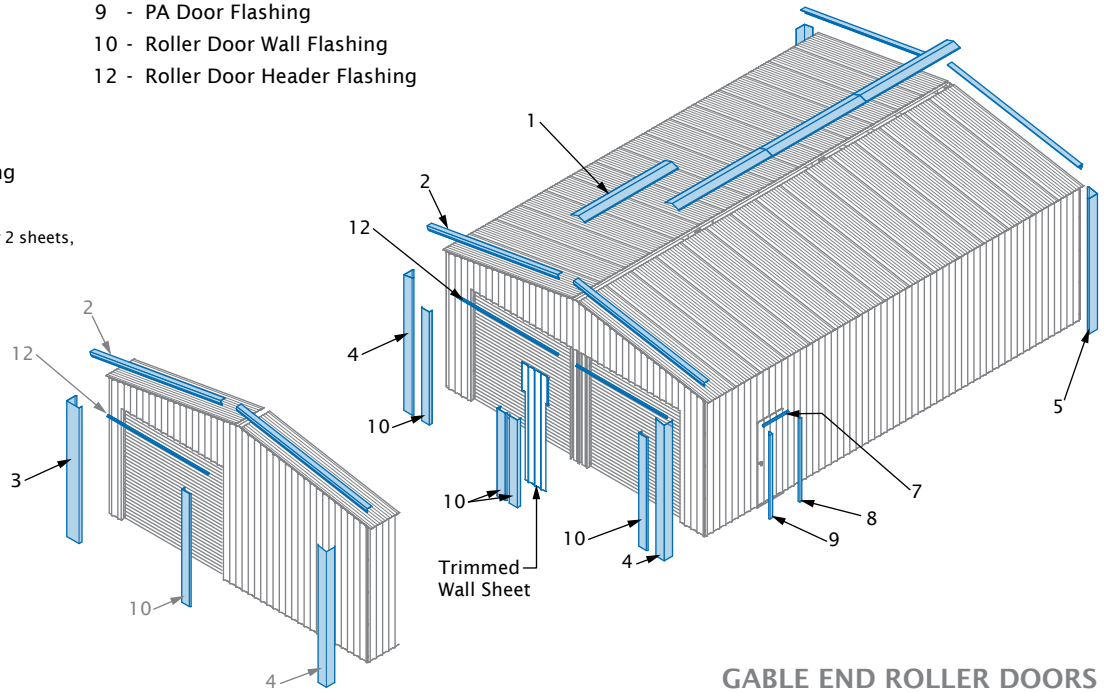 9 - PA Door Flashing
10 - Roller Door Wall Flashing
12 - Roller Door Header Flashing
2 sheets,
1
2
12
4
10
10
Trimmed
Wall Sheet
10
4
5
7
8
9
2
12
3
10
4
GABLE END ROLLER DOORS